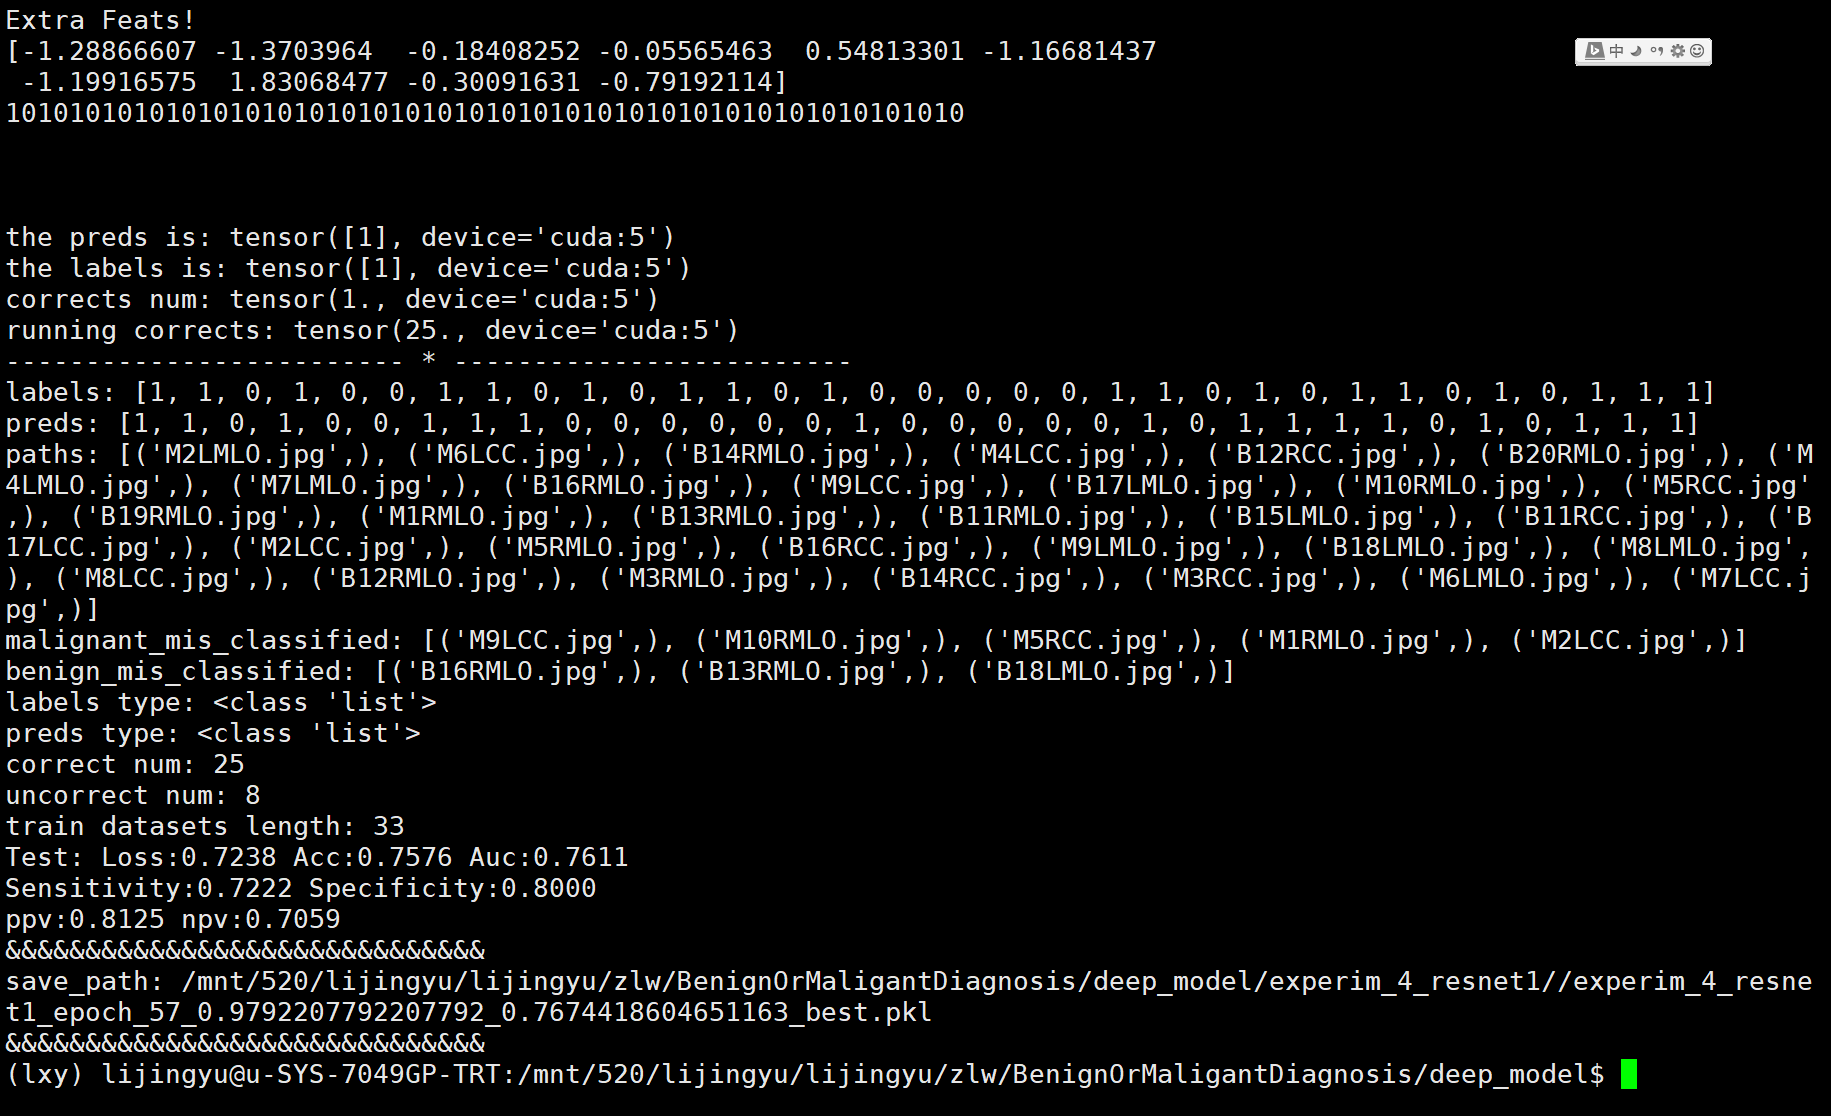 Extra Feats!
[-1.28866607 -1.3703964  -0.18408252 -0.05565463  0.54813301 -1.16681437
 -1.19916575  1.83068477 -0.30091631 -0.79192114]
101010101010101010101010101010101010101010101010101010101010
the preds is: tensor([1], device='cuda:5')
the labels is: tensor([1], device='cuda:5')
corrects num: tensor(1., device='cuda:5')
running corrects: tensor(25., device='cuda:5')
------------------------- * -------------------------
labels: [1, 1, 0, 1, 0, 0, 1, 1, 0, 1, 0, 1, 1, 0, 1, 0, 0, 0, 0, 0, 1, 1, 0, 1, 0, 1, 1, 0, 1, 0, 1, 1, 1]
preds: [1, 1, 0, 1, 0, 0, 1, 1, 1, 0, 0, 0, 0, 0, 0, 1, 0, 0, 0, 0, 0, 1, 0, 1, 1, 1, 1, 0, 1, 0, 1, 1, 1]
paths: [('M2LMLO.jpg',), ('M6LCC.jpg',), ('B14RMLO.jpg',), ('M4LCC.jpg',), ('B12RCC.jpg',), ('B20RMLO.jpg',), ('M
4LMLO.jpg',), ('M7LMLO.jpg',), ('B16RMLO.jpg',), ('M9LCC.jpg',), ('B17LMLO.jpg',), ('M10RMLO.jpg',), ('M5RCC.jpg'
,), ('B19RMLO.jpg',), ('M1RMLO.jpg',), ('B13RMLO.jpg',), ('B11RMLO.jpg',), ('B15LMLO.jpg',), ('B11RCC.jpg',), ('B
17LCC.jpg',), ('M2LCC.jpg',), ('M5RMLO.jpg',), ('B16RCC.jpg',), ('M9LMLO.jpg',), ('B18LMLO.jpg',), ('M8LMLO.jpg',
), ('M8LCC.jpg',), ('B12RMLO.jpg',), ('M3RMLO.jpg',), ('B14RCC.jpg',), ('M3RCC.jpg',), ('M6LMLO.jpg',), ('M7LCC.j
pg',)]
malignant_mis_classified: [('M9LCC.jpg',), ('M10RMLO.jpg',), ('M5RCC.jpg',), ('M1RMLO.jpg',), ('M2LCC.jpg',)]
benign_mis_classified: [('B16RMLO.jpg',), ('B13RMLO.jpg',), ('B18LMLO.jpg',)]
labels type: <class 'list'>
preds type: <class 'list'>
correct num: 25
uncorrect num: 8
train datasets length: 33
Test: Loss:0.7238 Acc:0.7576 Auc:0.7611
Sensitivity:0.7222 Specificity:0.8000
ppv:0.8125 npv:0.7059
&&&&&&&&&&&&&&&&&&&&&&&&&&&&&&
save_path: /mnt/520/lijingyu/lijingyu/zlw/BenignOrMaligantDiagnosis/deep_model/experim_4_resnet1//experim_4_resne
t1_epoch_57_0.9792207792207792_0.7674418604651163_best.pkl
&&&&&&&&&&&&&&&&&&&&&&&&&&&&&&
(lxy) lijingyu@u-SYS-7049GP-TRT:/mnt/520/lijingyu/lijingyu/zlw/BenignOrMaligantDiagnosis/deep_model$
中